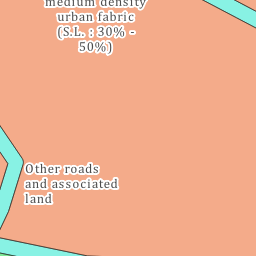 medium density
urban fabric
(S.L. : 30% -
50%)
Other roads
and associated
land